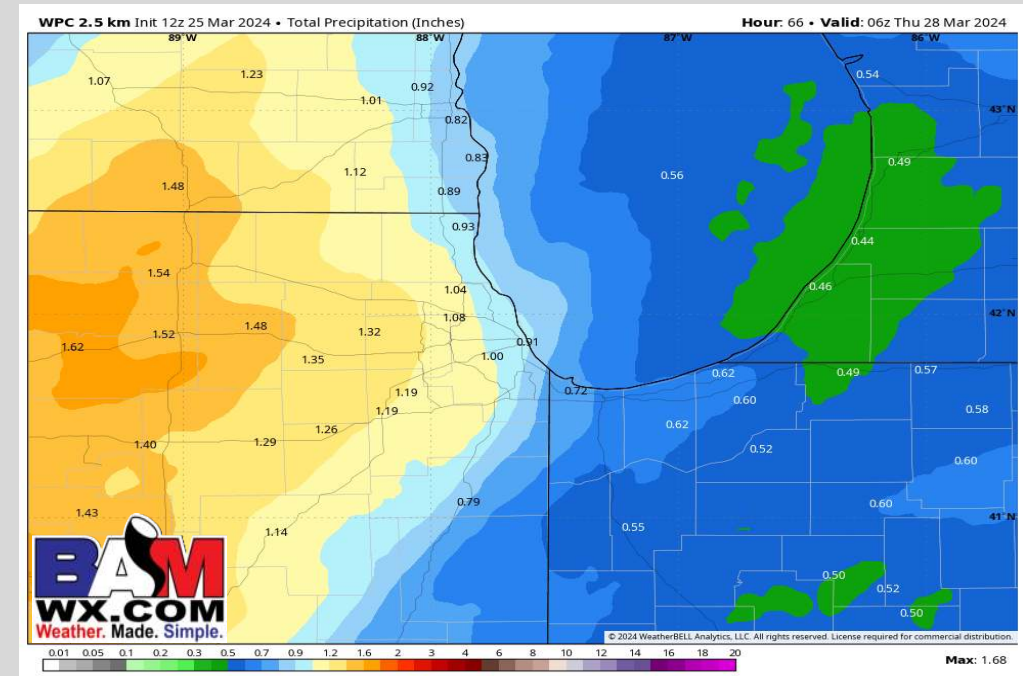 WPC 2.5 km Init 12z 25 Mar 2024 • Total Precipitation (Inches) Hour: 66 • Valid: 06z Thu 28 Mar 2024
89°W 88°W 87°W 86°W
1.07 1.23 1.01 0.92 0.54
43°N
0.82
0.83 0.49
1.48 1.12 0.89 0.56
0.93
0.44
1.54 1.04 0.46
1.08 42°N
1.62 1.52 1.48 1.32 0.91
1.35 1.00
0.62 0.49 0.57
1.19 0.72 0.60
1.19 0.58
1.26 0.62
1.40 1.29 0.52
0.60
1.43 0.79 0.60
41°N
1.14 0.55
0.50
0.52
0.50
BAM
WX.COM
Weather. Made. Simple.
© 2024 WeatherBELL Analytics, LLC. All rights reserved. License required for commercial distribution.
0.01 0.05 0.1 0.2 0.3 0.4 0.5 0.7 0.9 1.2 1.6 2 3 4 6 8 10 12 14 16 18 20
Max: 1.68